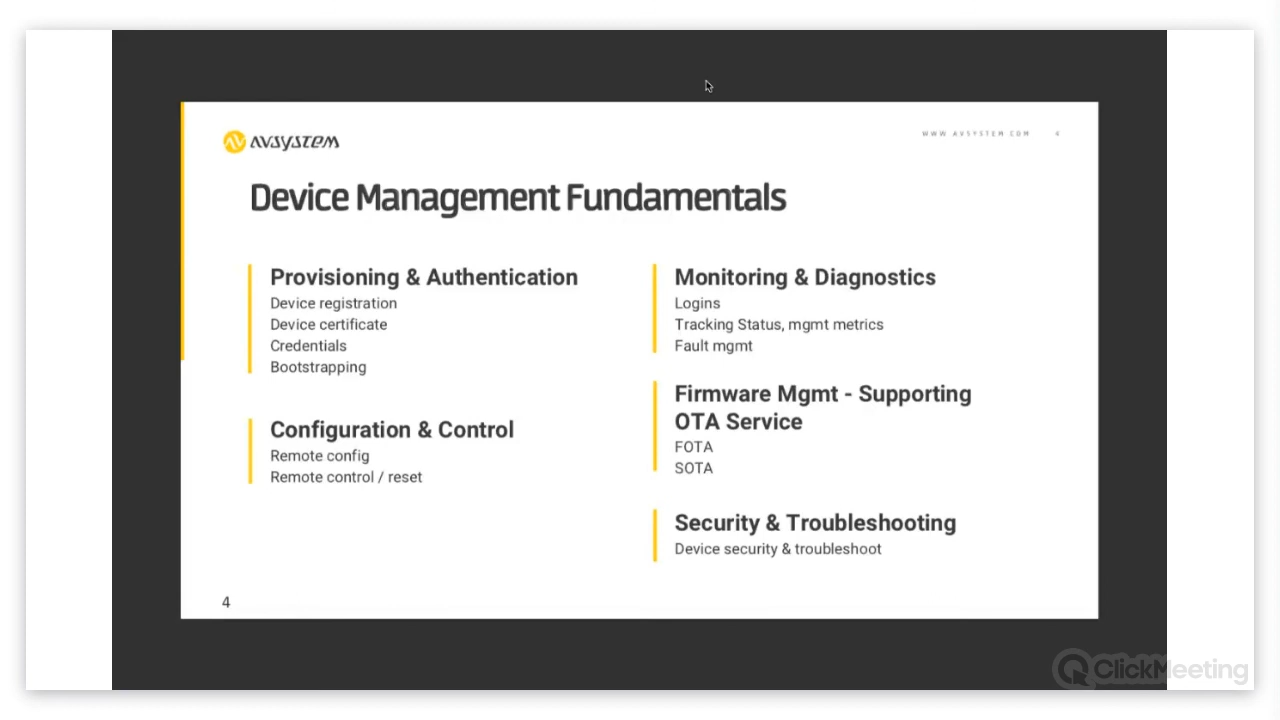 AVSYSTEM
WWW.AVSYSTEM.COM 4
Device Management Fundamentals
Provisioning & Authentication
Device registration
Device certificate
Credentials
Bootstrapping
Configuration & Control
Remote config
Remote control / reset
Monitoring & Diagnostics
Logins
Tracking Status, mgmt metrics
Fault mgmt
Firmware Mgmt - Supporting
OTA Service
FOTA
SOTA
Security & Troubleshooting
Device security & troubleshoot
4
ClickMeeting